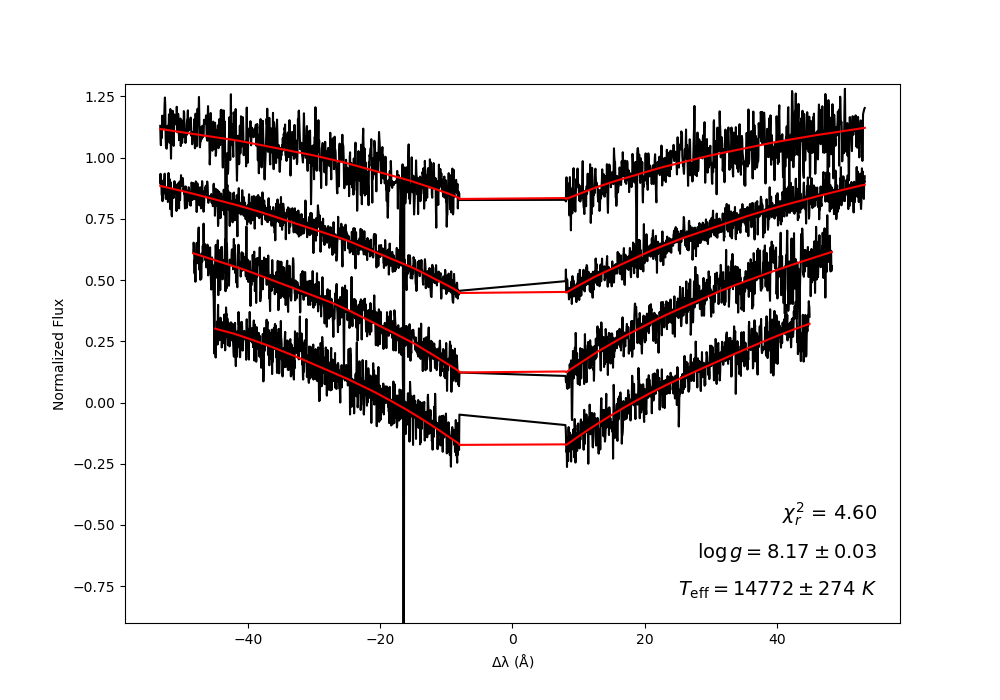 1.25
1.00
0.75
0.50
0.25
0.00
−0.25
−0.50
−0.75
Normalized Flux
χ²ᵣ = 4.60
log g = 8.17 ± 0.03
T_eff = 14772 ± 274 K
−40
−20
0
20
40
Δλ (Å)